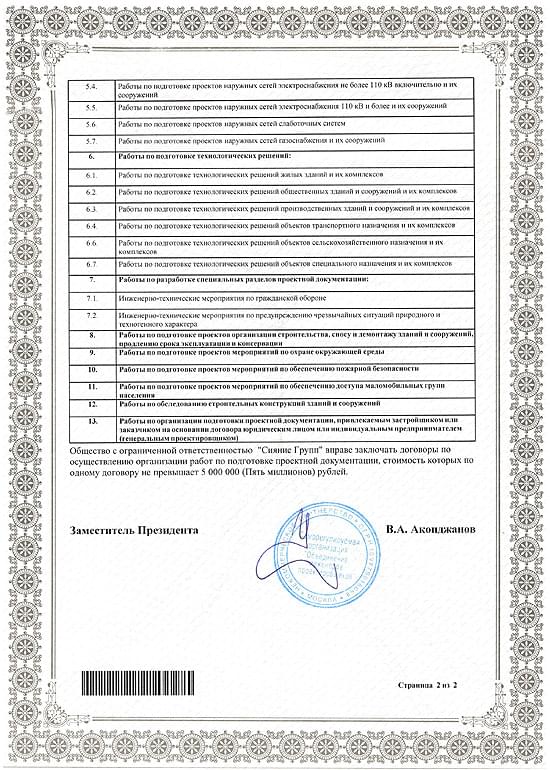 5.4. Работы по подготовке проектов наружных сетей электроснабжения не более 110 кВ включительно и их
сооружений
5.5. Работы по подготовке проектов наружных сетей электроснабжения 110 кВ и более и их сооружений
5.6 Работы по подготовке проектов наружных сетей слаботочных систем
5.7. Работы по подготовке проектов наружных сетей газоснабжения и их сооружений
6. Работы по подготовке технологических решений:
6.1. Работы по подготовке технологических решений жилых зданий и их комплексов
6.2 Работы по подготовке технологических решений общественных зданий и сооружений и их комплексов
6.3. Работы по подготовке технологических решений производственных зданий и сооружений и их комплексов
6.4. Работы по подготовке технологических решений объектов транспортного назначения и их комплексов
6.6. Работы по подготовке технологических решений объектов сельскохозяйственного назначения и их
комплексов
6.7 Работы по подготовке технологических решений объектов специального назначения и их комплексов
7. Работы по разработке специальных разделов проектной документации:
7.1. Инженерно-технические мероприятия по гражданской обороне
7.2. Инженерно-технические мероприятия по предупреждению чрезвычайных ситуаций природного и
техногенного характера
8. Работы по подготовке проектов организации строительства, сносу и демонтажу зданий и сооружений,
продлению срока эксплуатации и консервации
9. Работы по подготовке проектов мероприятий по охране окружающей среды
10. Работы по подготовке проектов мероприятий по обеспечению пожарной безопасности
11. Работы по подготовке проектов мероприятий по обеспечению доступа маломобильных групп
населения
12. Работы по обследованию строительных конструкций зданий и сооружений
13. Работы по организации подготовки проектной документации, привлекаемым застройщиком или
заказчиком на основании договора юридическим лицом или индивидуальным предпринимателем
(генеральным проектировщиком)
Общество с ограниченной ответственностью "Сияние Групп" вправе заключать договоры по
осуществлению организации работ по подготовке проектной документации, стоимость которых по
одному договору не превышает 5 000 000 (Пять миллионов) рублей.
Заместитель Президента
В.А. Аконджанов
организация
МОСКВА
Страница 2 из 2